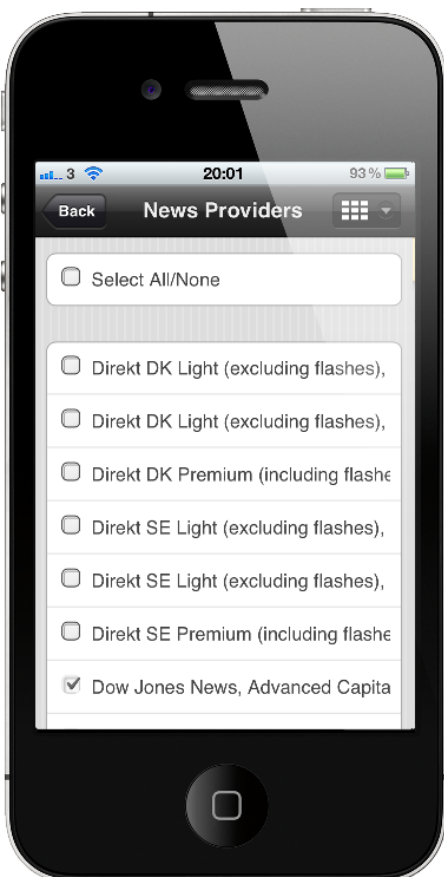 3 20:01 93%
Back News Providers
Select All/None
Direkt DK Light (excluding flashes),
Direkt DK Light (excluding flashes),
Direkt DK Premium (including flashe
Direkt SE Light (excluding flashes),
Direkt SE Light (excluding flashes),
Direkt SE Premium (including flashe
Dow Jones News, Advanced Capita